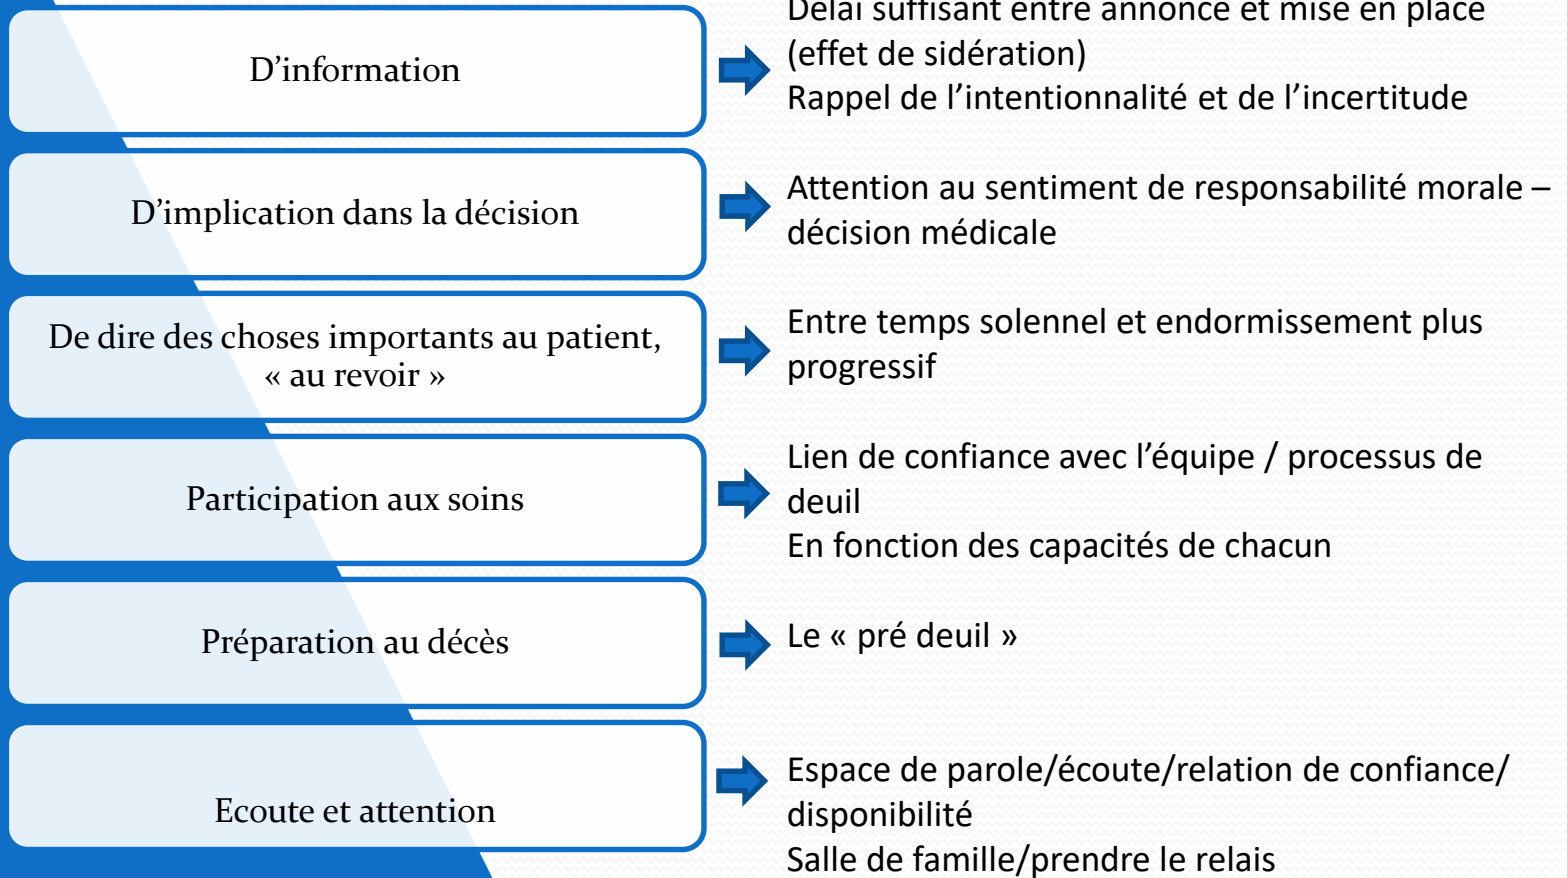 Délai suffisant entre annonce et mise en place
(effet de sidération)
Rappel de l’intentionnalité et de l’incertitude
D’information
D’implication dans la décision
Attention au sentiment de responsabilité morale –
décision médicale
De dire des choses importants au patient,
« au revoir »
Entre temps solennel et endormissement plus
progressif
Participation aux soins
Lien de confiance avec l’équipe / processus de
deuil
En fonction des capacités de chacun
Préparation au décès
Le « pré deuil »
Ecoute et attention
Espace de parole/écoute/relation de confiance/
disponibilité
Salle de famille/prendre le relais